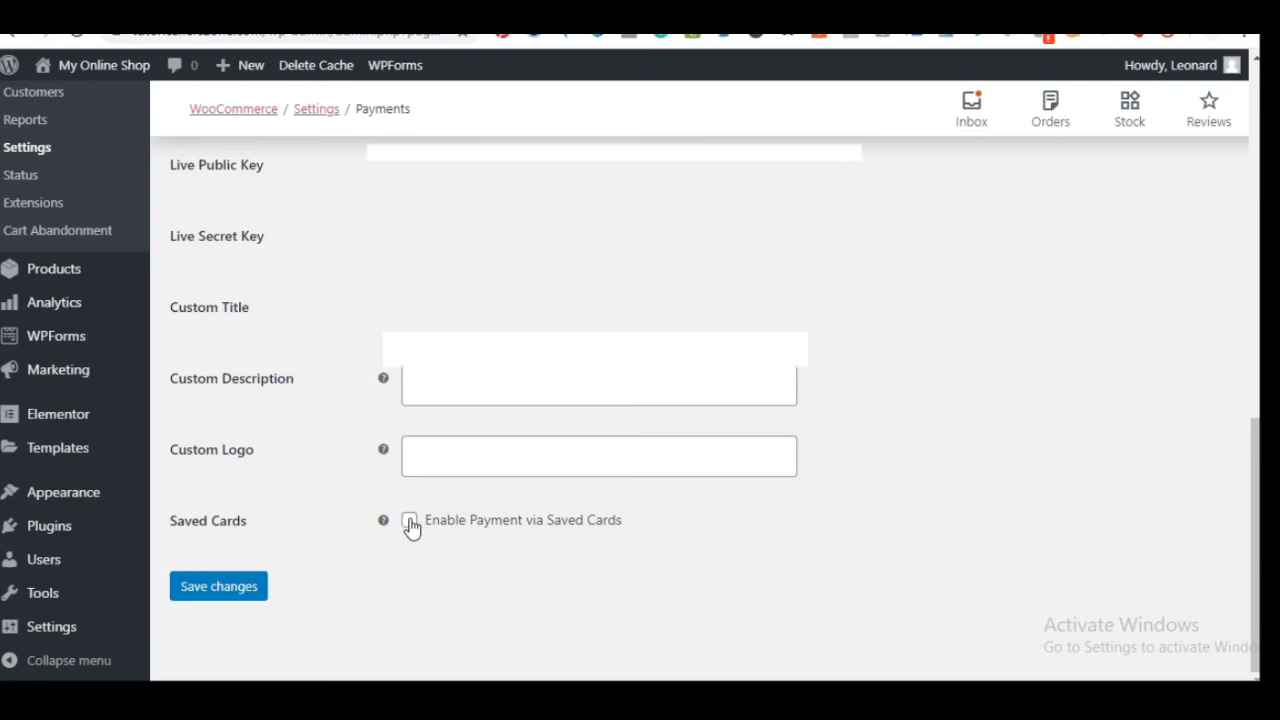 My Online Shop
0
New
Delete Cache
WPForms
Howdy, Leonard
Customers
Reports
Settings
Status
Extensions
Cart Abandonment
Products
Analytics
WPForms
Marketing
Elementor
Templates
Appearance
Plugins
Users
Tools
Settings
Collapse menu
WooCommerce / Settings / Payments
Inbox
Orders
Stock
Reviews
Live Public Key
Live Secret Key
Custom Title
Custom Description
Custom Logo
Saved Cards
Enable Payment via Saved Cards
Save changes
Activate Windows
Go to Settings to activate